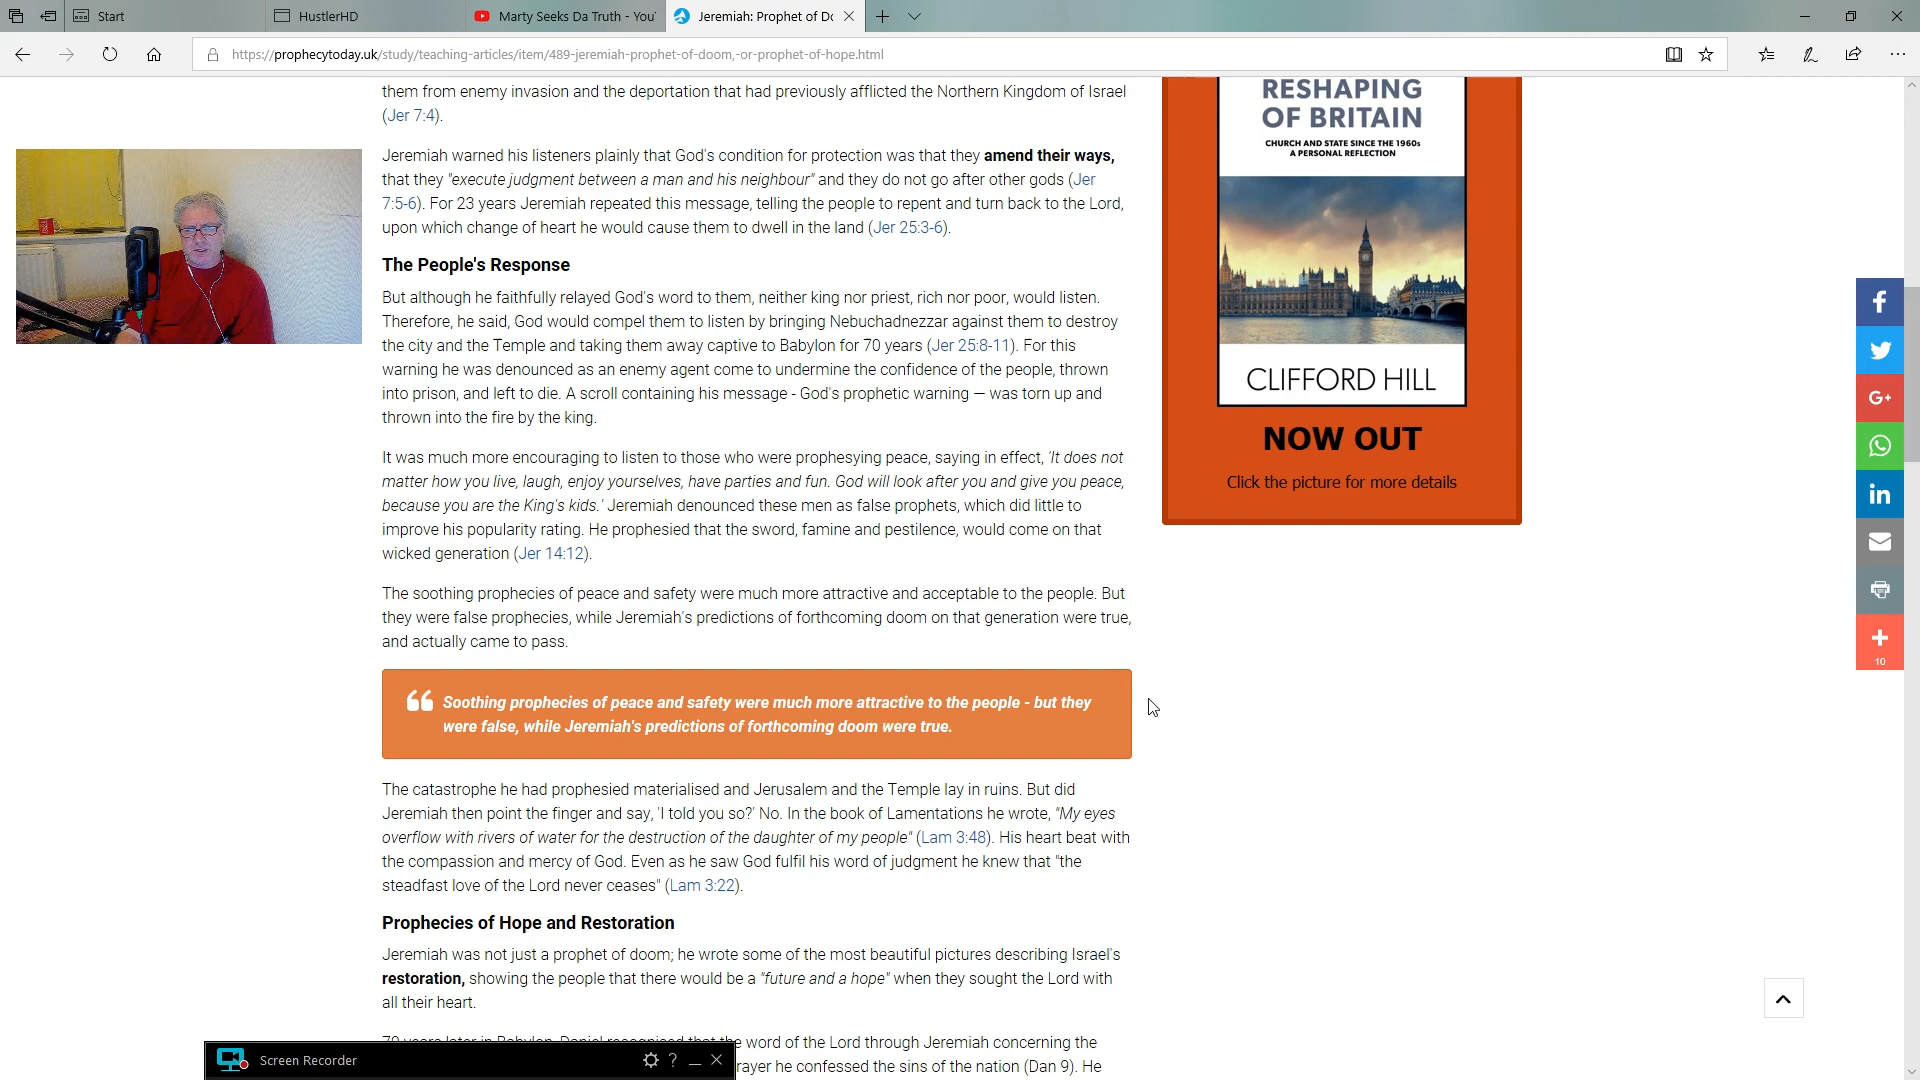 Start
HustlerHD
Marty Seeks Da Truth - You'
Jeremiah: Prophet of Do
https://prophecytoday.uk/study/teaching-articles/item/489-jeremiah-prophet-of-doom,-or-prophet-of-hope.html
them from enemy invasion and the deportation that had previously afflicted the Northern Kingdom of Israel
(Jer 7:4).
Jeremiah warned his listeners plainly that God's condition for protection was that they amend their ways,
that they "execute judgment between a man and his neighbour" and they do not go after other gods (Jer
7:5-6). For 23 years Jeremiah repeated this message, telling the people to repent and turn back to the Lord,
upon which change of heart he would cause them to dwell in the land (Jer 25:3-6).
The People's Response
But although he faithfully relayed God's word to them, neither king nor priest, rich nor poor, would listen.
Therefore, he said, God would compel them to listen by bringing Nebuchadnezzar against them to destroy
the city and the Temple and taking them away captive to Babylon for 70 years (Jer 25:8-11). For this
warning he was denounced as an enemy agent come to undermine the confidence of the people, thrown
into prison, and left to die. A scroll containing his message - God's prophetic warning — was torn up and
thrown into the fire by the king.
It was much more encouraging to listen to those who were prophesying peace, saying in effect, 'It does not
matter how you live, laugh, enjoy yourselves, have parties and fun. God will look after you and give you peace,
because you are the King's kids.' Jeremiah denounced these men as false prophets, which did little to
improve his popularity rating. He prophesied that the sword, famine and pestilence, would come on that
wicked generation (Jer 14:12).
The soothing prophecies of peace and safety were much more attractive and acceptable to the people. But
they were false prophecies, while Jeremiah's predictions of forthcoming doom on that generation were true,
and actually came to pass.
Soothing prophecies of peace and safety were much more attractive to the people - but they
were false, while Jeremiah's predictions of forthcoming doom were true.
The catastrophe he had prophesied materialised and Jerusalem and the Temple lay in ruins. But did
Jeremiah then point the finger and say, 'I told you so?' No. In the book of Lamentations he wrote, "My eyes
overflow with rivers of water for the destruction of the daughter of my people" (Lam 3:48). His heart beat with
the compassion and mercy of God. Even as he saw God fulfil his word of judgment he knew that "the
steadfast love of the Lord never ceases" (Lam 3:22).
Prophecies of Hope and Restoration
Jeremiah was not just a prophet of doom; he wrote some of the most beautiful pictures describing Israel's
restoration, showing the people that there would be a "future and a hope" when they sought the Lord with
all their heart.
70 years later in Babylon, Daniel recognised that the word of the Lord through Jeremiah concerning the
rayer he confessed the sins of the nation (Dan 9). He
RESHAPING
OF BRITAIN
CHURCH AND STATE SINCE THE 1960s
A PERSONAL REFLECTION
CLIFFORD HILL
NOW OUT
Click the picture for more details
G+
in
10
Screen Recorder